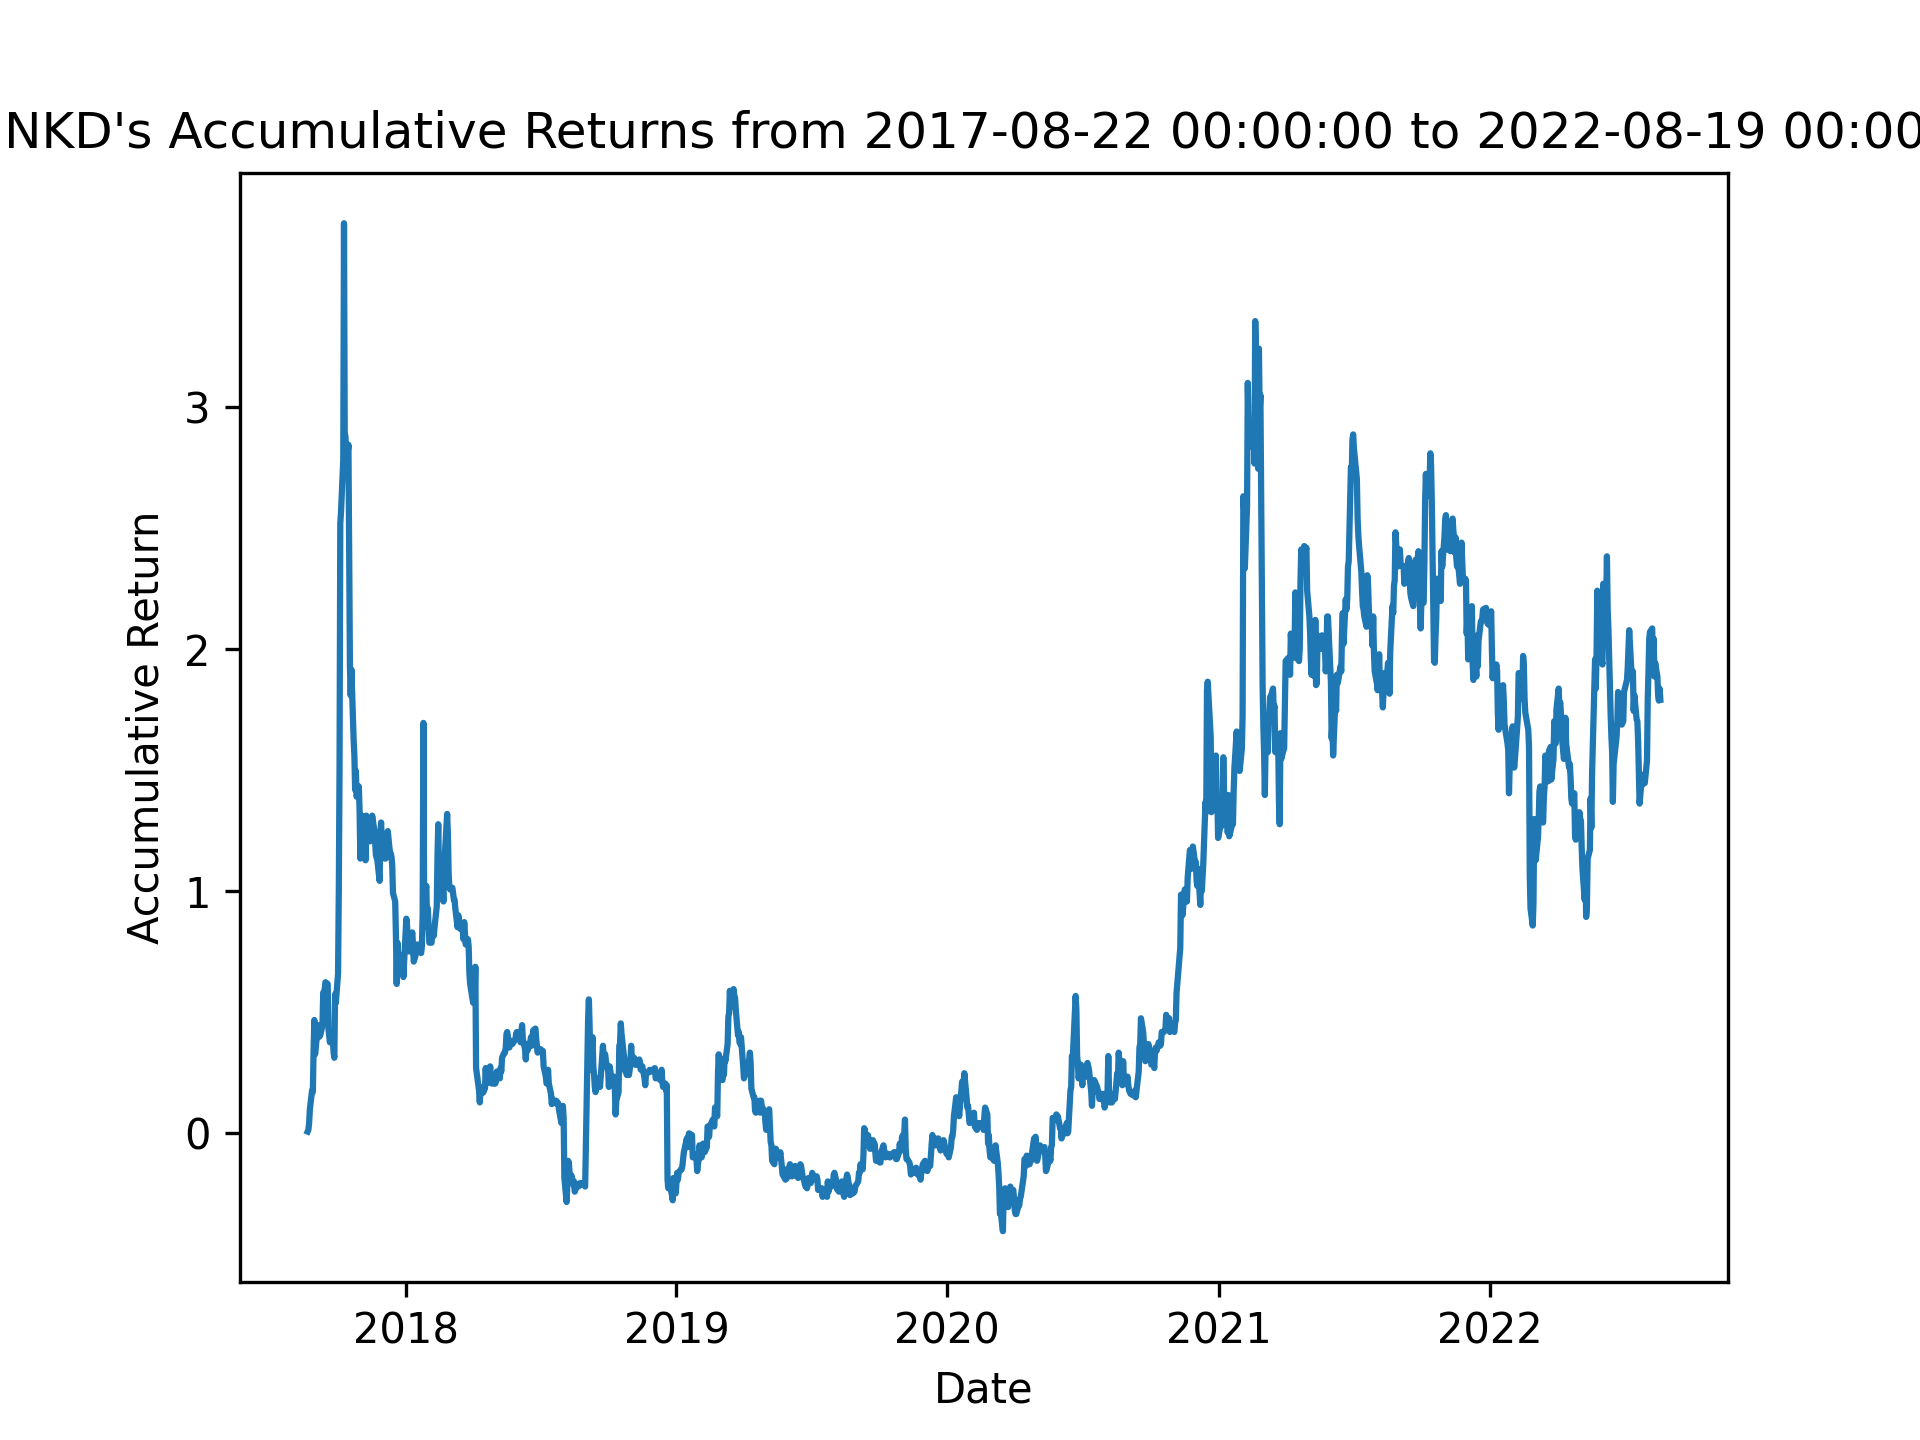 NKD's Accumulative Returns from 2017-08-22 00:00:00 to 2022-08-19 00:00
Accumulative Return
3
2
1
0
2018 2019 2020 2021 2022
Date